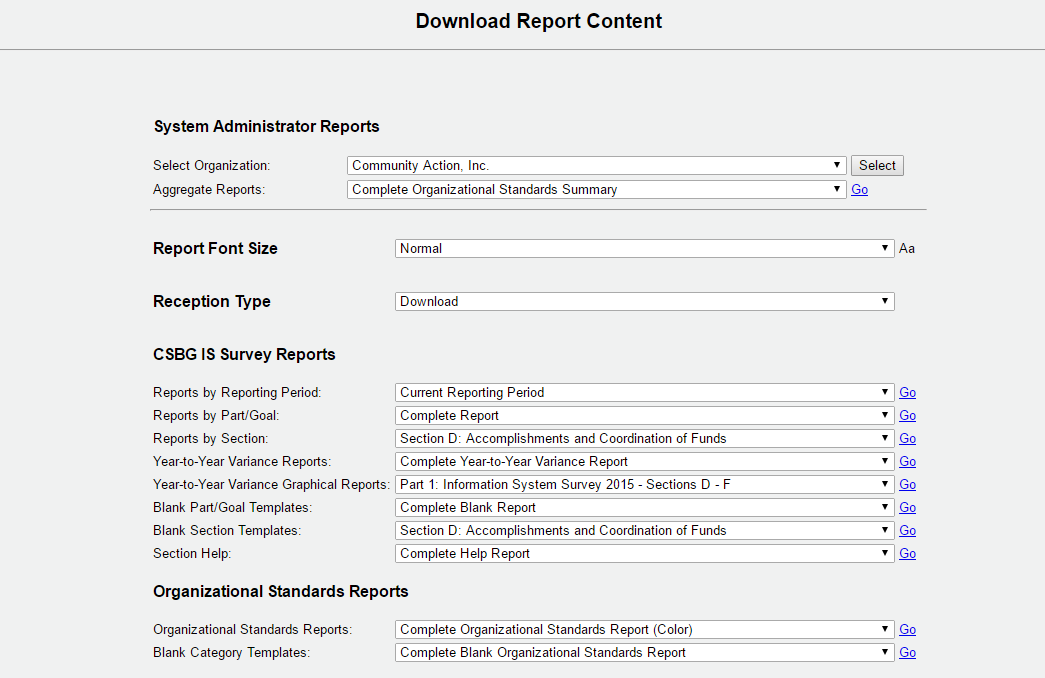 Download Report Content
System Administrator Reports
Select Organization: Community Action, Inc. Select
Aggregate Reports: Complete Organizational Standards Summary Go
Report Font Size Normal Aa
Reception Type Download
CSBG IS Survey Reports
Reports by Reporting Period: Current Reporting Period Go
Reports by Part/Goal: Complete Report Go
Reports by Section: Section D: Accomplishments and Coordination of Funds Go
Year-to-Year Variance Reports: Complete Year-to-Year Variance Report Go
Year-to-Year Variance Graphical Reports: Part 1: Information System Survey 2015 - Sections D - F Go
Blank Part/Goal Templates: Complete Blank Report Go
Blank Section Templates: Section D: Accomplishments and Coordination of Funds Go
Section Help: Complete Help Report Go
Organizational Standards Reports
Organizational Standards Reports: Complete Organizational Standards Report (Color) Go
Blank Category Templates: Complete Blank Organizational Standards Report Go